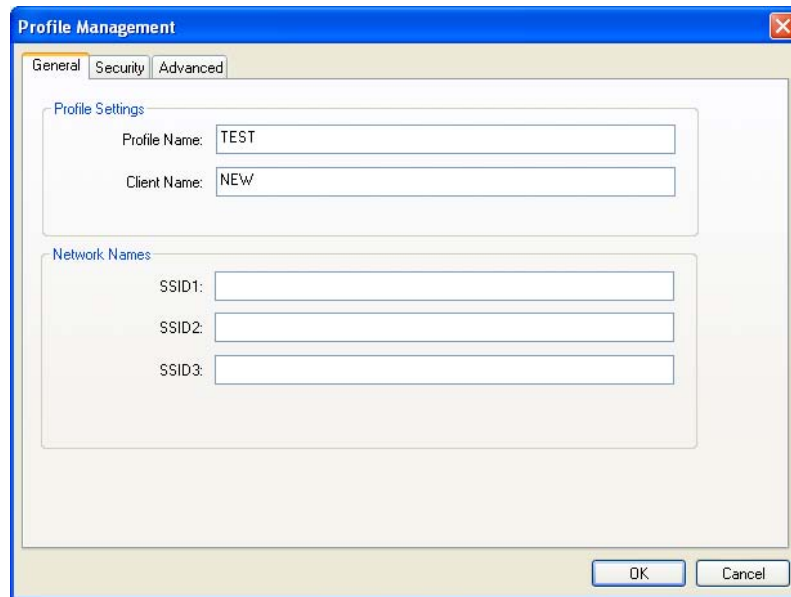 Profile Management
General Security Advanced
Profile Settings
Profile Name: TEST
Client Name: NEW
Network Names
SSID1:
SSID2:
SSID3:
OK Cancel